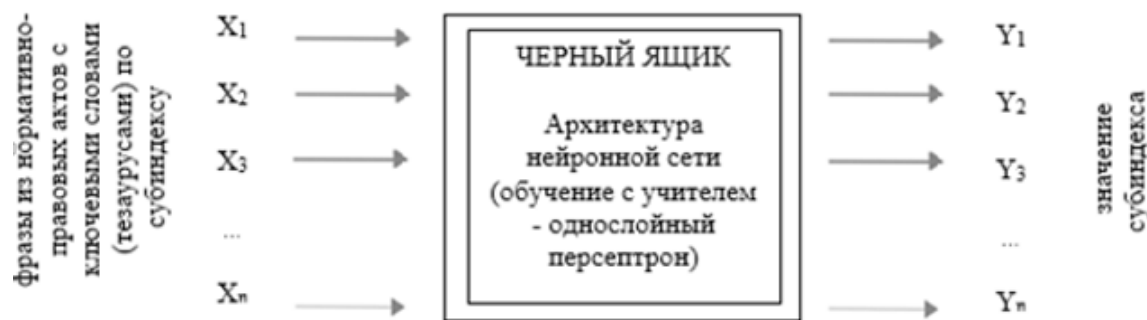 фразы из нормативно-
правовых актов с
ключевыми словами
(тезаурусами) по
субиндексу
X1
X2
X3
...
Xn
ЧЕРНЫЙ ЯЩИК
Архитектура
нейронной сети
(обучение с учителем
- однослойный
персептрон)
Y1
Y2
Y3
...
Yn
значение
субиндекса